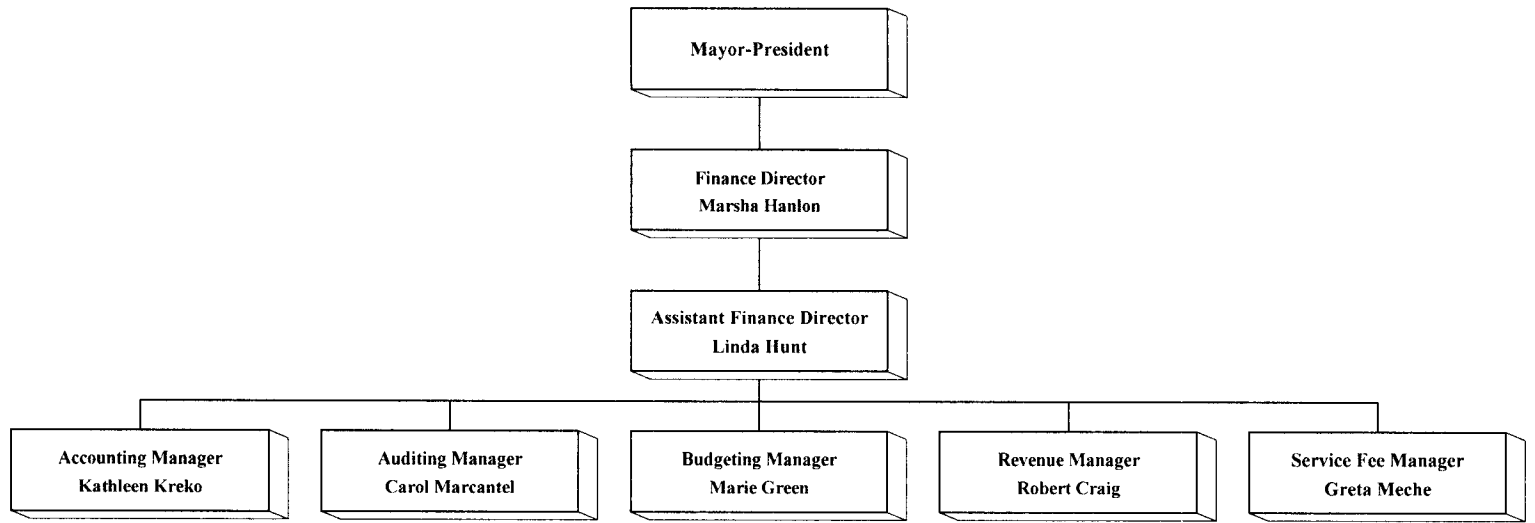 Mayor-President
Finance Director
Marsha Hanlon
Assistant Finance Director
Linda Hunt
Accounting Manager
Kathleen Kreko
Auditing Manager
Carol Marcantel
Budgeting Manager
Marie Green
Revenue Manager
Robert Craig
Service Fee Manager
Greta Meche